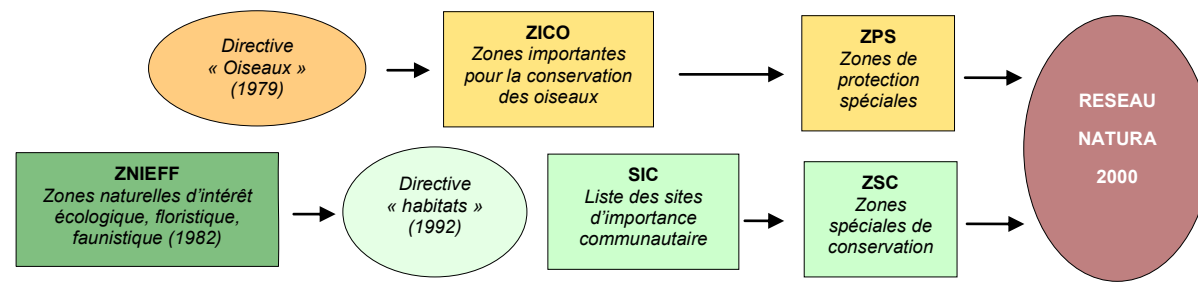 Directive
« Oiseaux »
(1979)
ZICO
Zones importantes
pour la conservation
des oiseaux
ZPS
Zones de
protection
spéciales
RESEAU
NATURA
2000
ZNIEFF
Zones naturelles d’intérêt
écologique, floristique,
faunistique (1982)
Directive
« habitats »
(1992)
SIC
Liste des sites
d’importance
communautaire
ZSC
Zones
spéciales de
conservation